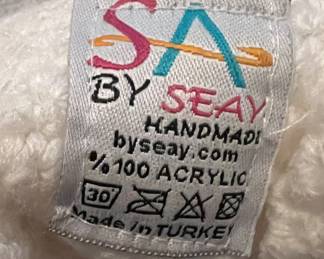 SA
BY SEAY
HANDMADE
byseay.com
%100 ACRYLIC
30
Made in TURKEY